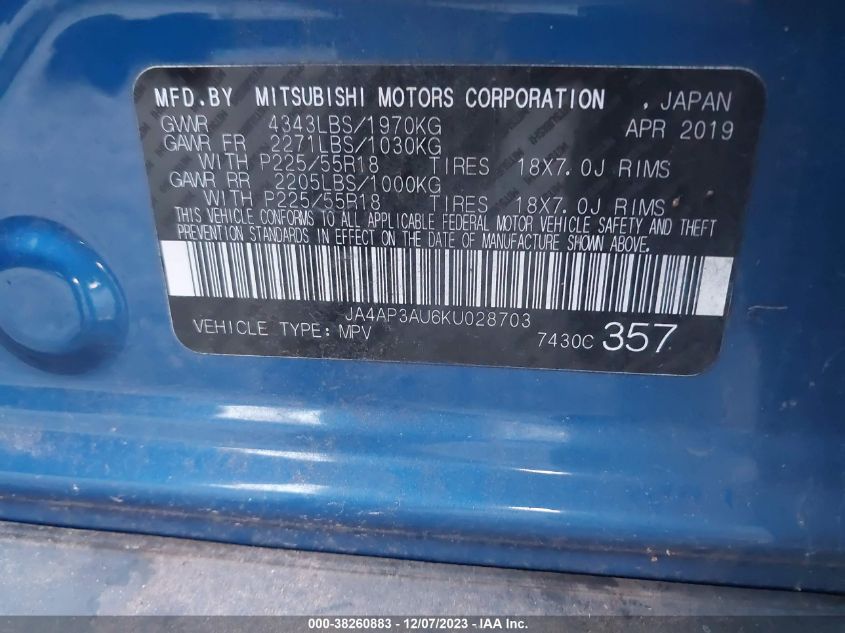 MFD.BY MITSUBISHI MOTORS CORPORATION , JAPAN
GVWR 4343LBS/1970KG APR 2019
GAWR FR 2271LBS/1030KG
WITH P225/55R18 TIRES 18X7.0J RIMS
GAWR RR 2205LBS/1000KG
WITH P225/55R18 TIRES 18X7.0J RIMS
THIS VEHICLE CONFORMS TO ALL APPLICABLE FEDERAL MOTOR VEHICLE SAFETY AND THEFT
PREVENTION STANDARDS IN EFFECT ON THE DATE OF MANUFACTURE SHOWN ABOVE.
JA4AP3AU6KU028703
VEHICLE TYPE: MPV 7430C 357
000-38260883 - 12/07/2023 - IAA Inc.